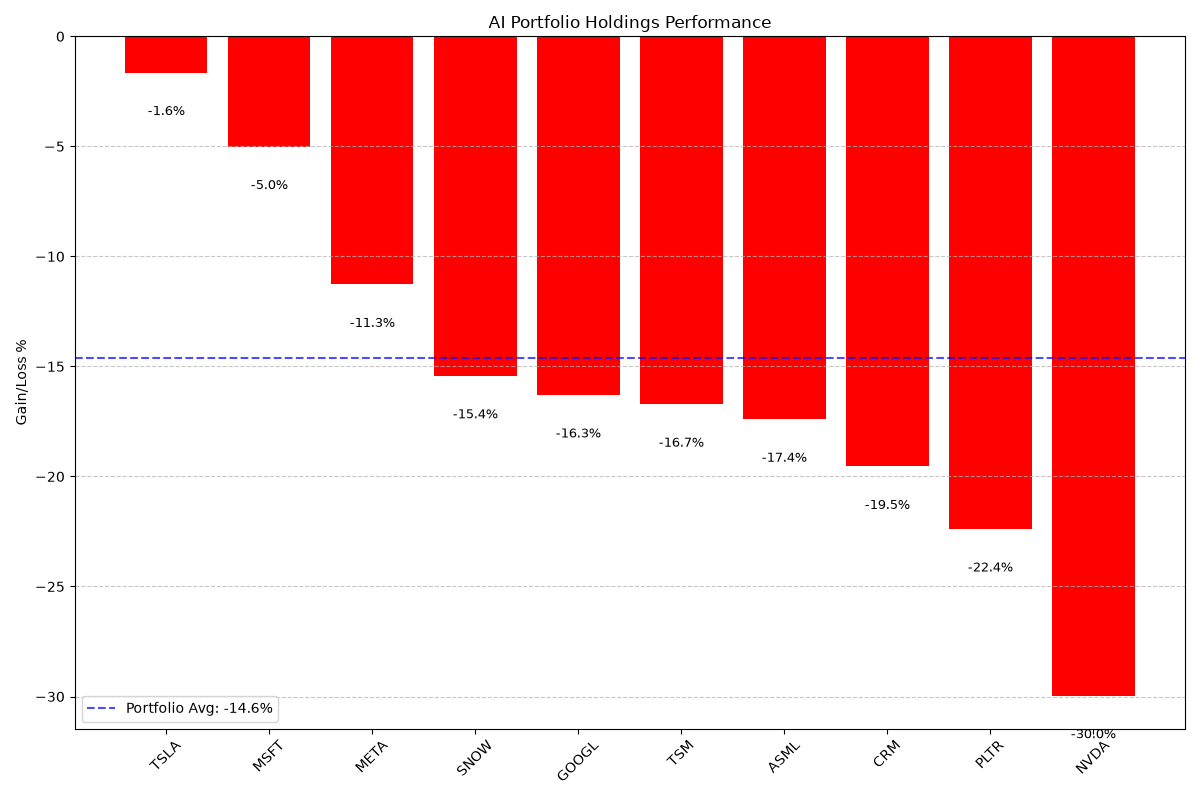 AI Portfolio Holdings Performance
Gain/Loss %
0
−5
−10
−15
−20
−25
−30
-1.6%
-5.0%
-11.3%
-15.4%
-16.3%
-16.7%
-17.4%
-19.5%
-22.4%
-30.0%
Portfolio Avg: -14.6%
TSLA
MSFT
META
SNOW
GOOGL
TSM
ASML
CRM
PLTR
NVDA